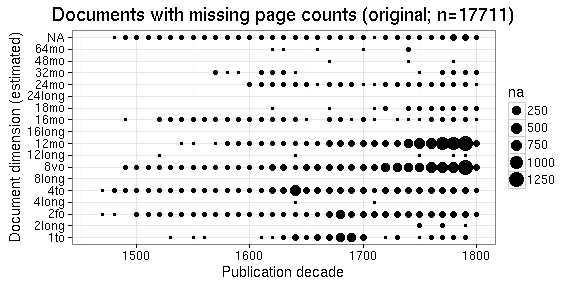 Documents with missing page counts (original; n=17711)
Document dimension (estimated)
NA
64mo
48mo
32mo
24mo
24long
18mo
16mo
16long
12mo
12long
8vo
8long
4to
4long
2fo
2long
1to
1500
1600
1700
1800
Publication decade
na
250
500
750
1000
1250